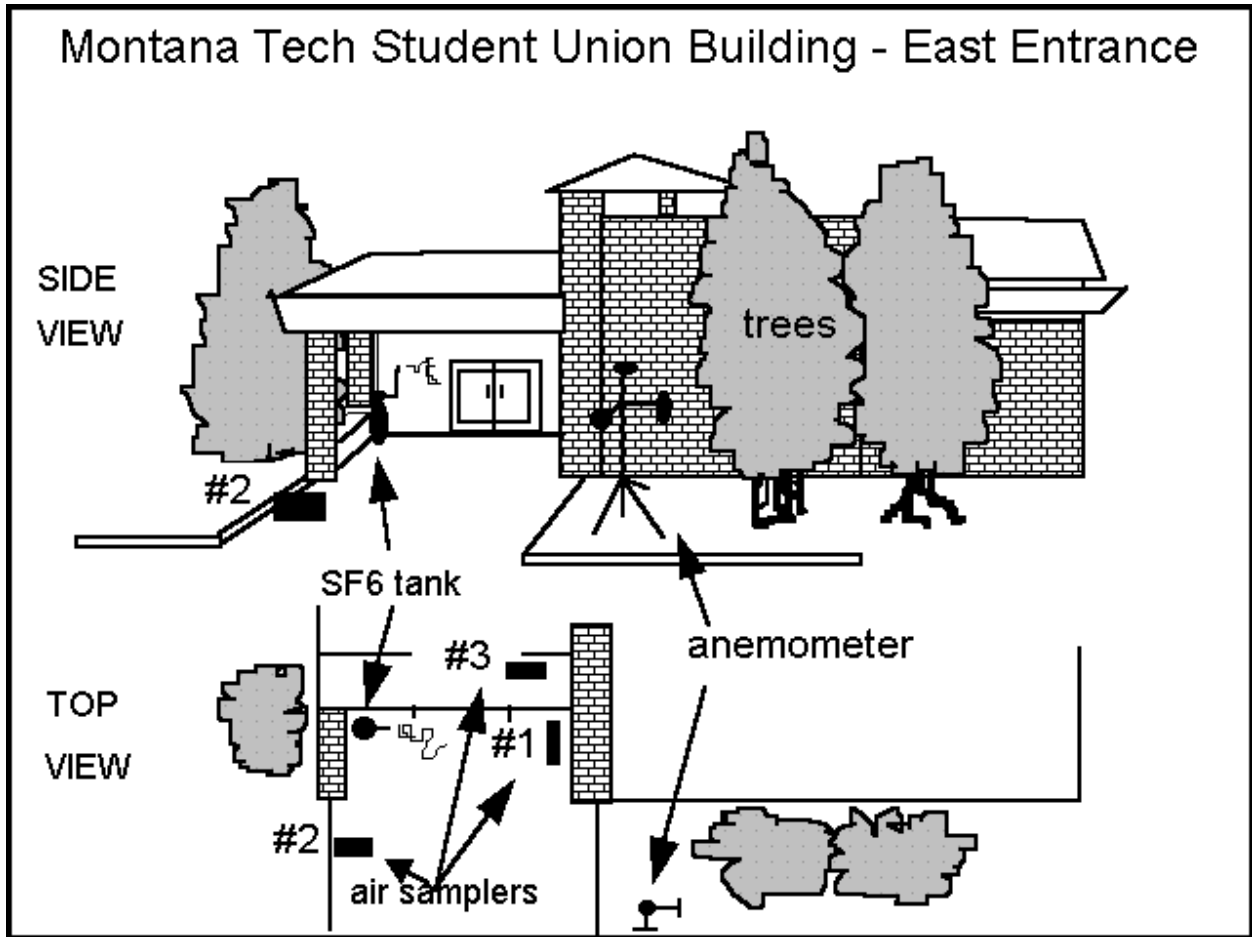 Montana Tech Student Union Building - East Entrance
SIDE
VIEW
trees
#2
SF6 tank
anemometer
#3
TOP
VIEW
#1
#2
air samplers